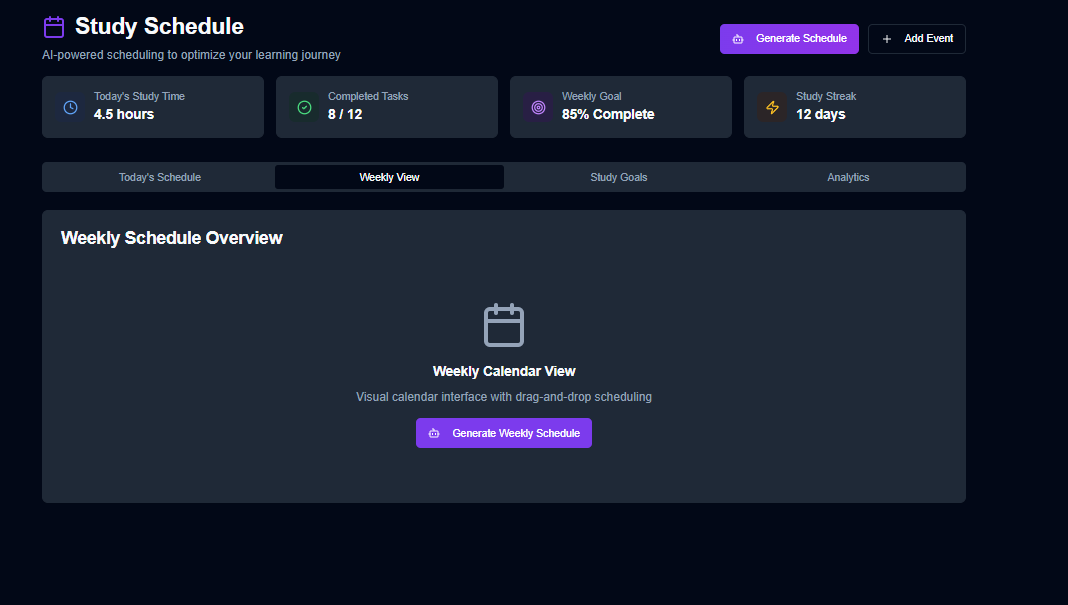 Study Schedule
AI-powered scheduling to optimize your learning journey
Generate Schedule
Add Event
Today's Study Time
4.5 hours
Completed Tasks
8 / 12
Weekly Goal
85% Complete
Study Streak
12 days
Today's Schedule
Weekly View
Study Goals
Analytics
Weekly Schedule Overview
Weekly Calendar View
Visual calendar interface with drag-and-drop scheduling
Generate Weekly Schedule